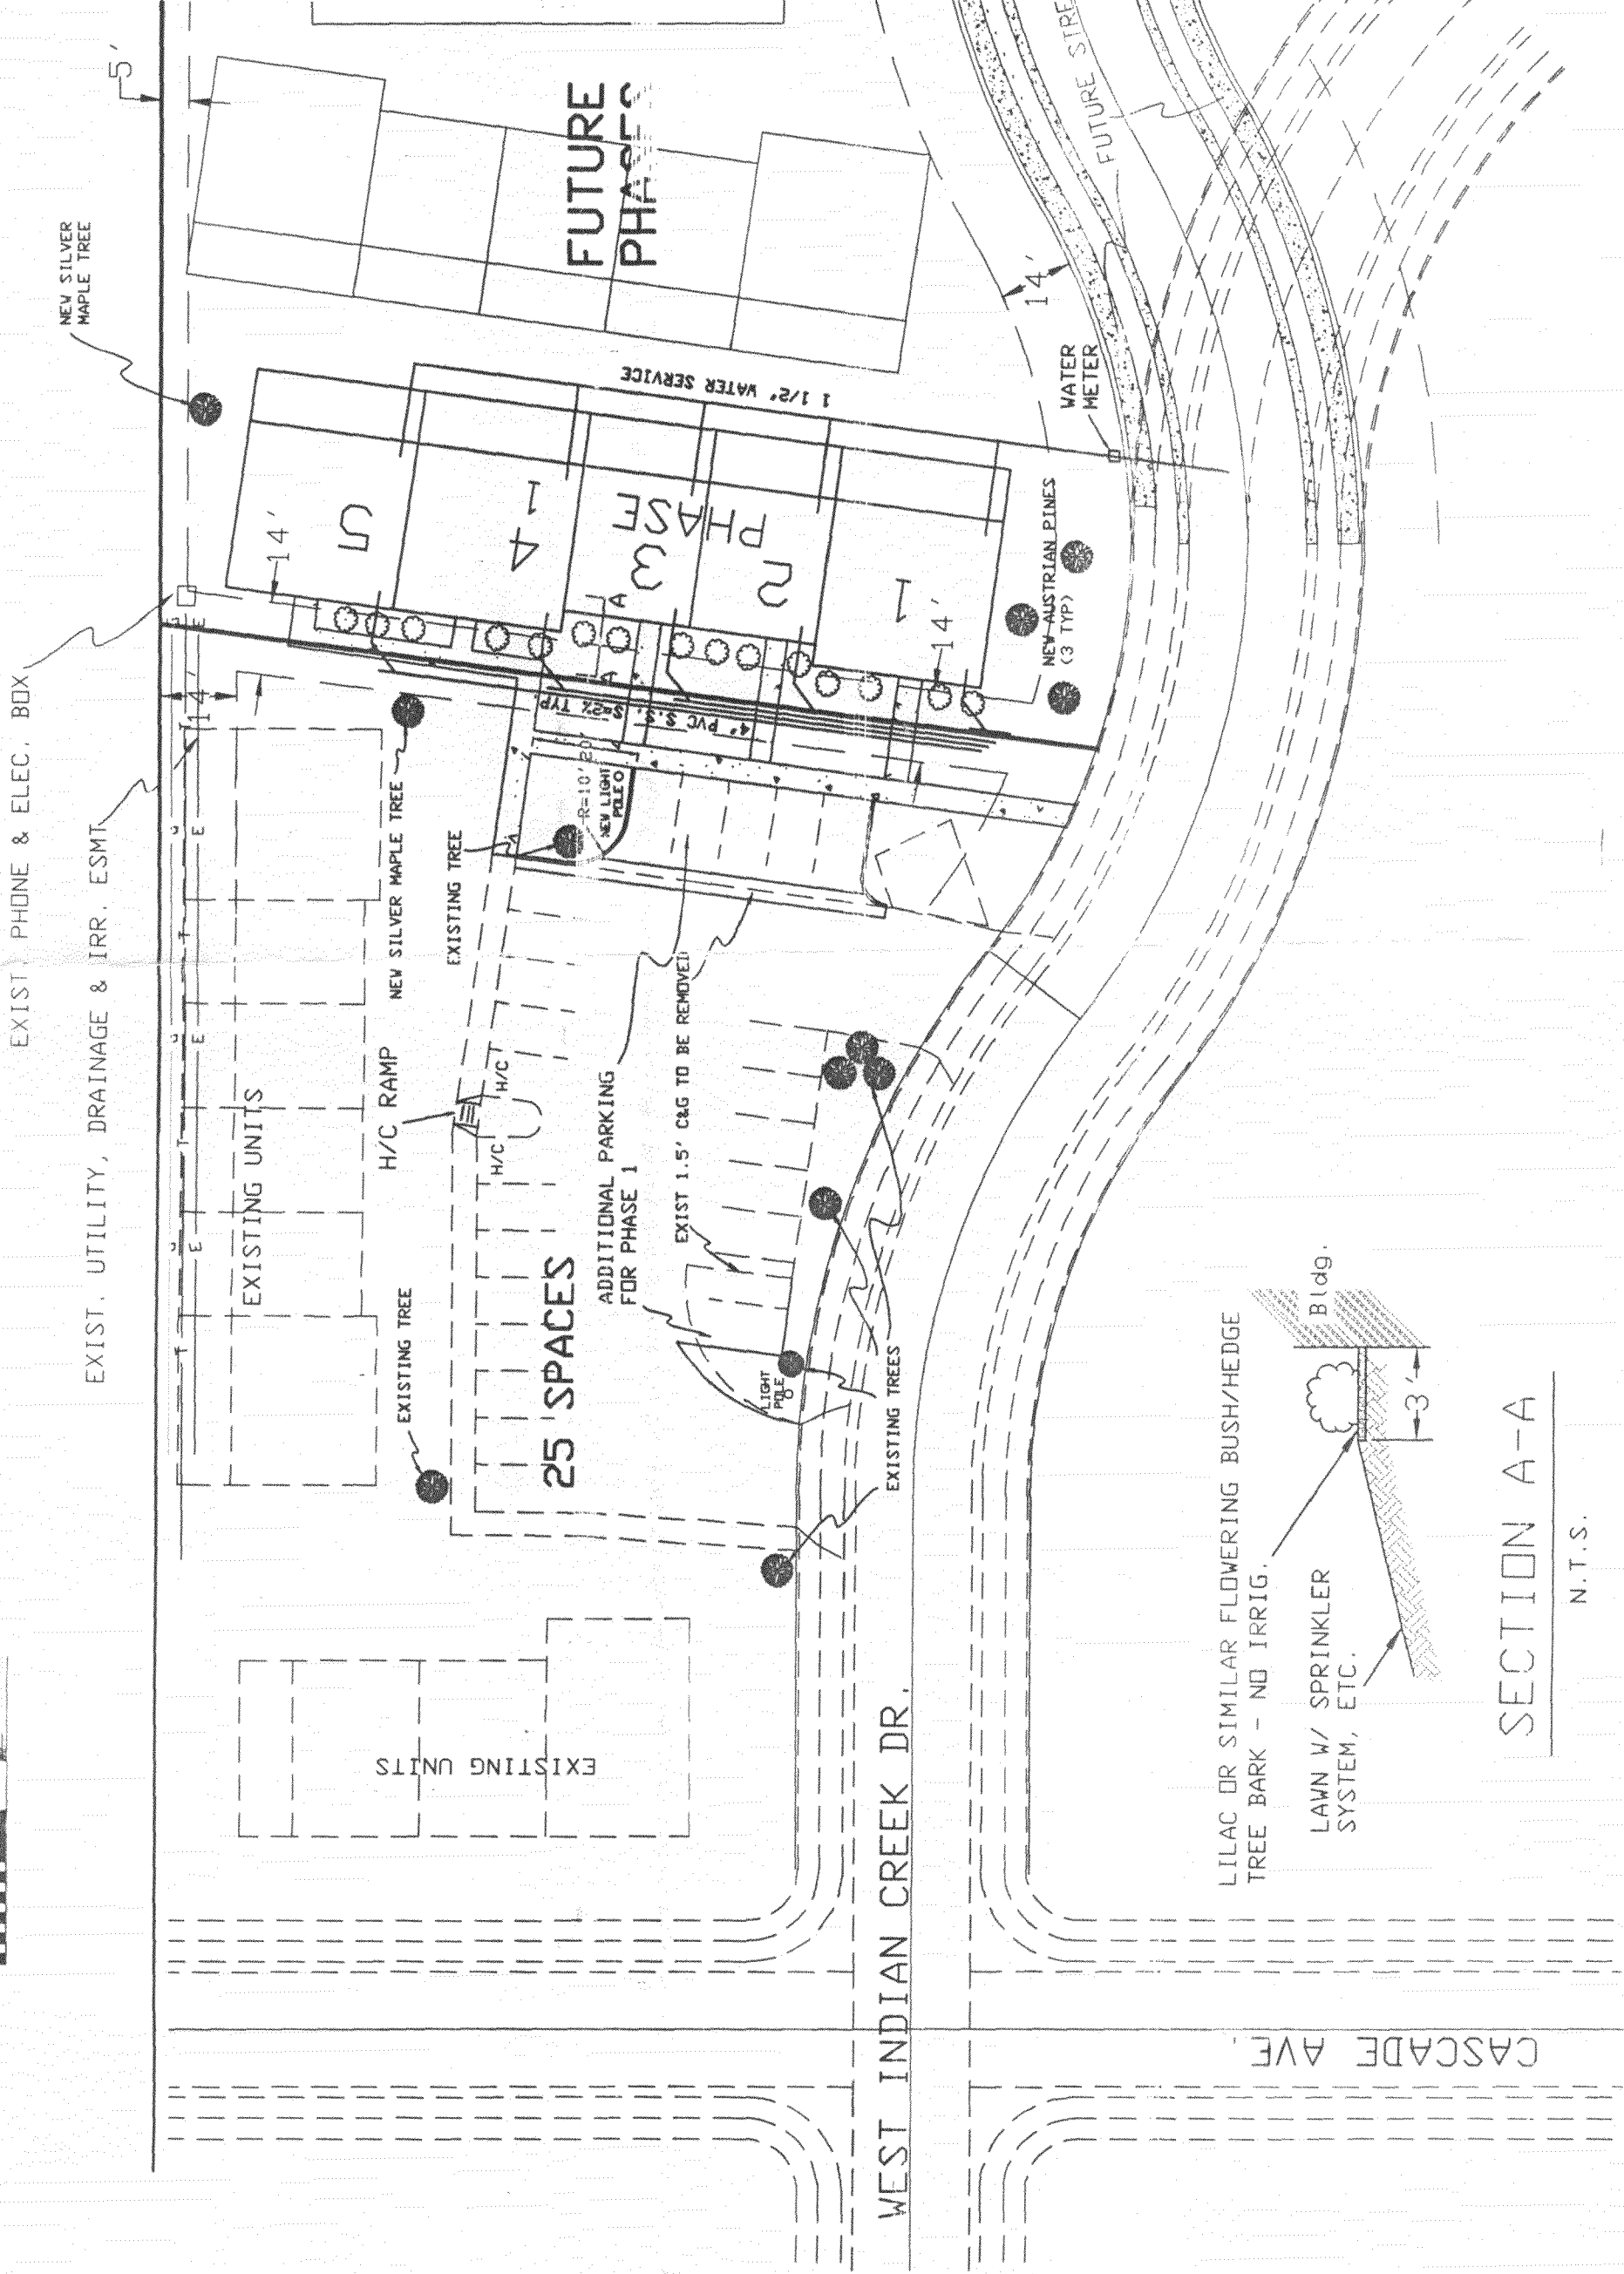 EXIST. PHONE & ELEC. BOX
EXIST. UTILITY, DRAINAGE & IRR. ESMT
NEW SILVER
MAPLE TREE
5'
14'
EXISTING UNITS
H/C RAMP
NEW SILVER MAPLE TREE
EXISTING TREE
EXISTING TREE
H/C
H/C
25 SPACES
ADDITIONAL PARKING
FOR PHASE 1
EXIST 1.5' C&G TO BE REMOVED
LIGHT
POLE
NEW LIGHT
POLE
R=10'
20'
4" PVC S.S.
S=2% TYP
A
A
14'
5
4
3
2
1
PHASE
1
14'
1 1/2" WATER SERVICE
FUTURE
PHASES
NEW AUSTRIAN PINES
(3 TYP)
WATER
METER
14'
FUTURE STRE
EXISTING TREES
EXISTING UNITS
WEST INDIAN CREEK DR.
CASCADE AVE.
LILAC OR SIMILAR FLOWERING BUSH/HEDGE
TREE BARK - NO IRRIG.
LAWN W/ SPRINKLER
SYSTEM, ETC.
Bldg.
3'
SECTION A-A
N.T.S.
T
T
T
T
E
E
E
E